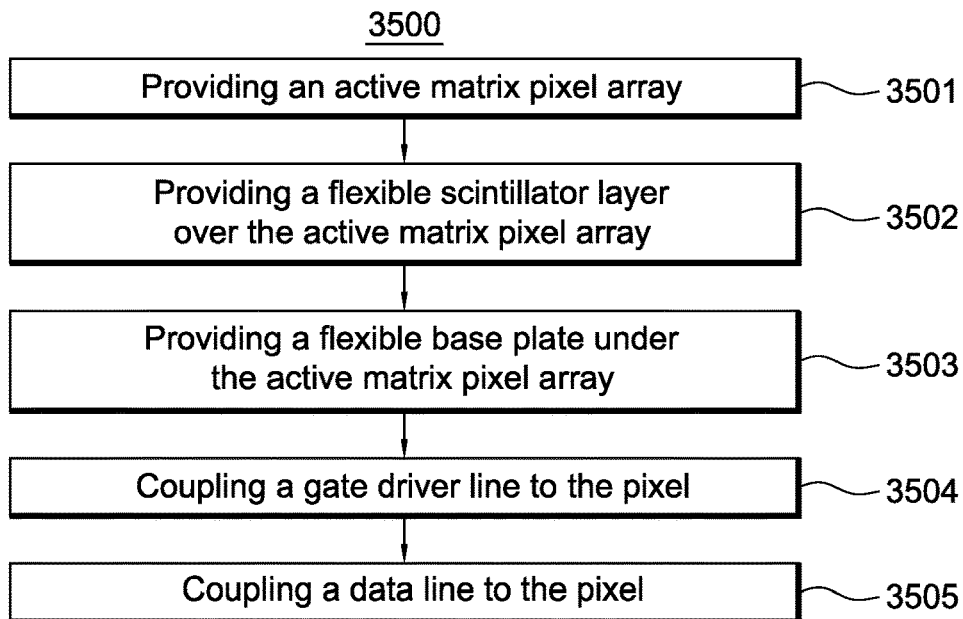 3500
Providing an active matrix pixel array
3501
Providing a flexible scintillator layer
over the active matrix pixel array
3502
Providing a flexible base plate under
the active matrix pixel array
3503
Coupling a gate driver line to the pixel
3504
Coupling a data line to the pixel
3505